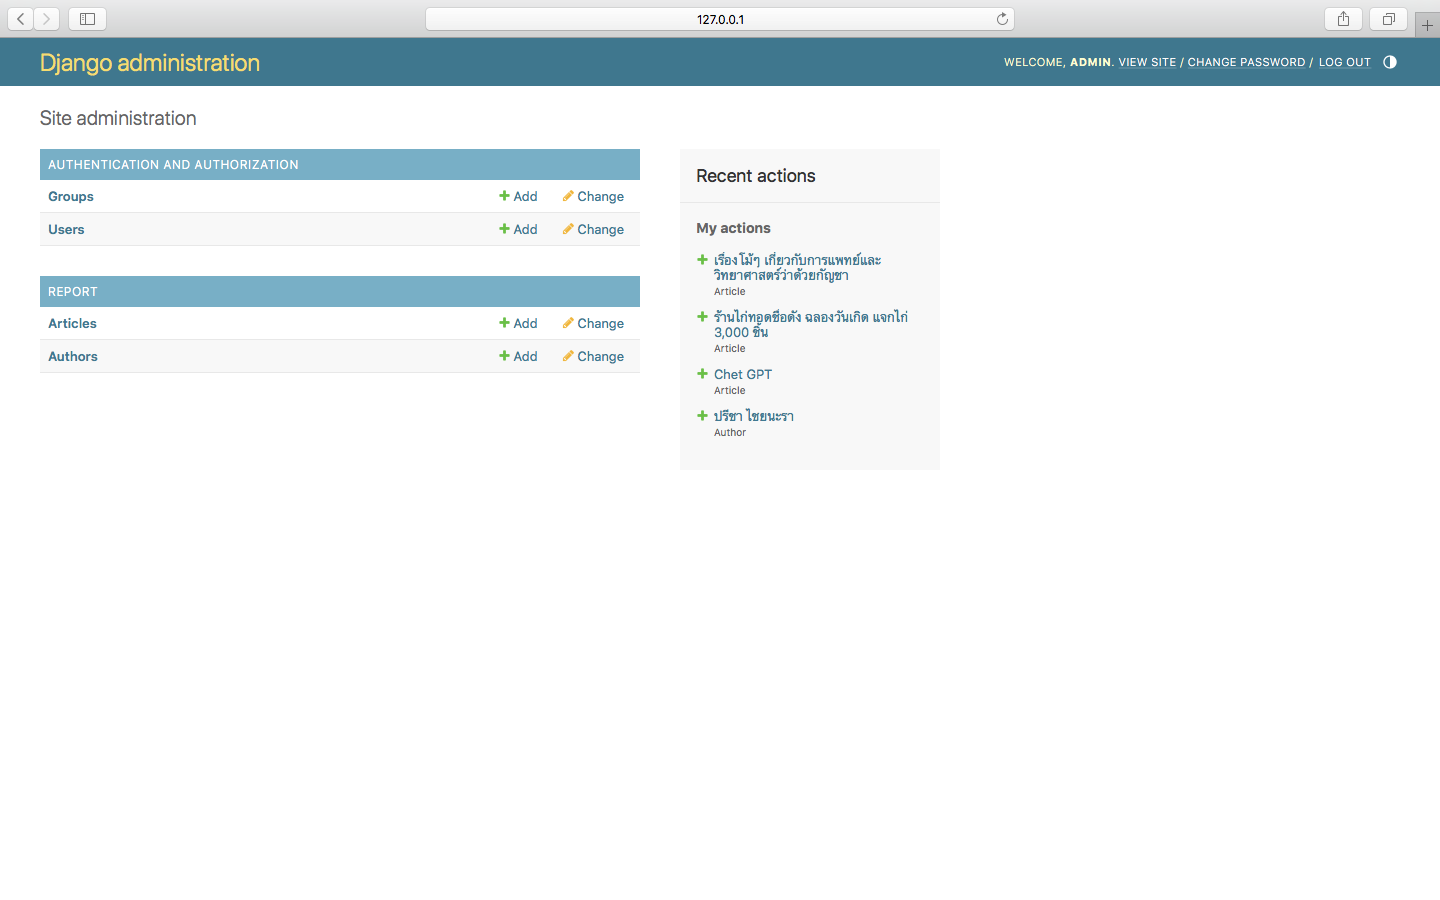 127.0.0.1
Django administration
WELCOME, ADMIN. VIEW SITE / CHANGE PASSWORD / LOG OUT
Site administration
AUTHENTICATION AND AUTHORIZATION
Groups Add Change
Users Add Change
REPORT
Articles Add Change
Authors Add Change
Recent actions
My actions
เรื่องโม้ๆ เกี่ยวกับการแพทย์และ
วิทยาศาสตร์ว่าด้วยกัญชา
Article
ร้านไก่ทอดชื่อดัง ฉลองวันเกิด แจกไก่
3,000 ชิ้น
Article
Chet GPT
Article
ปรีชา ไชยนะรา
Author